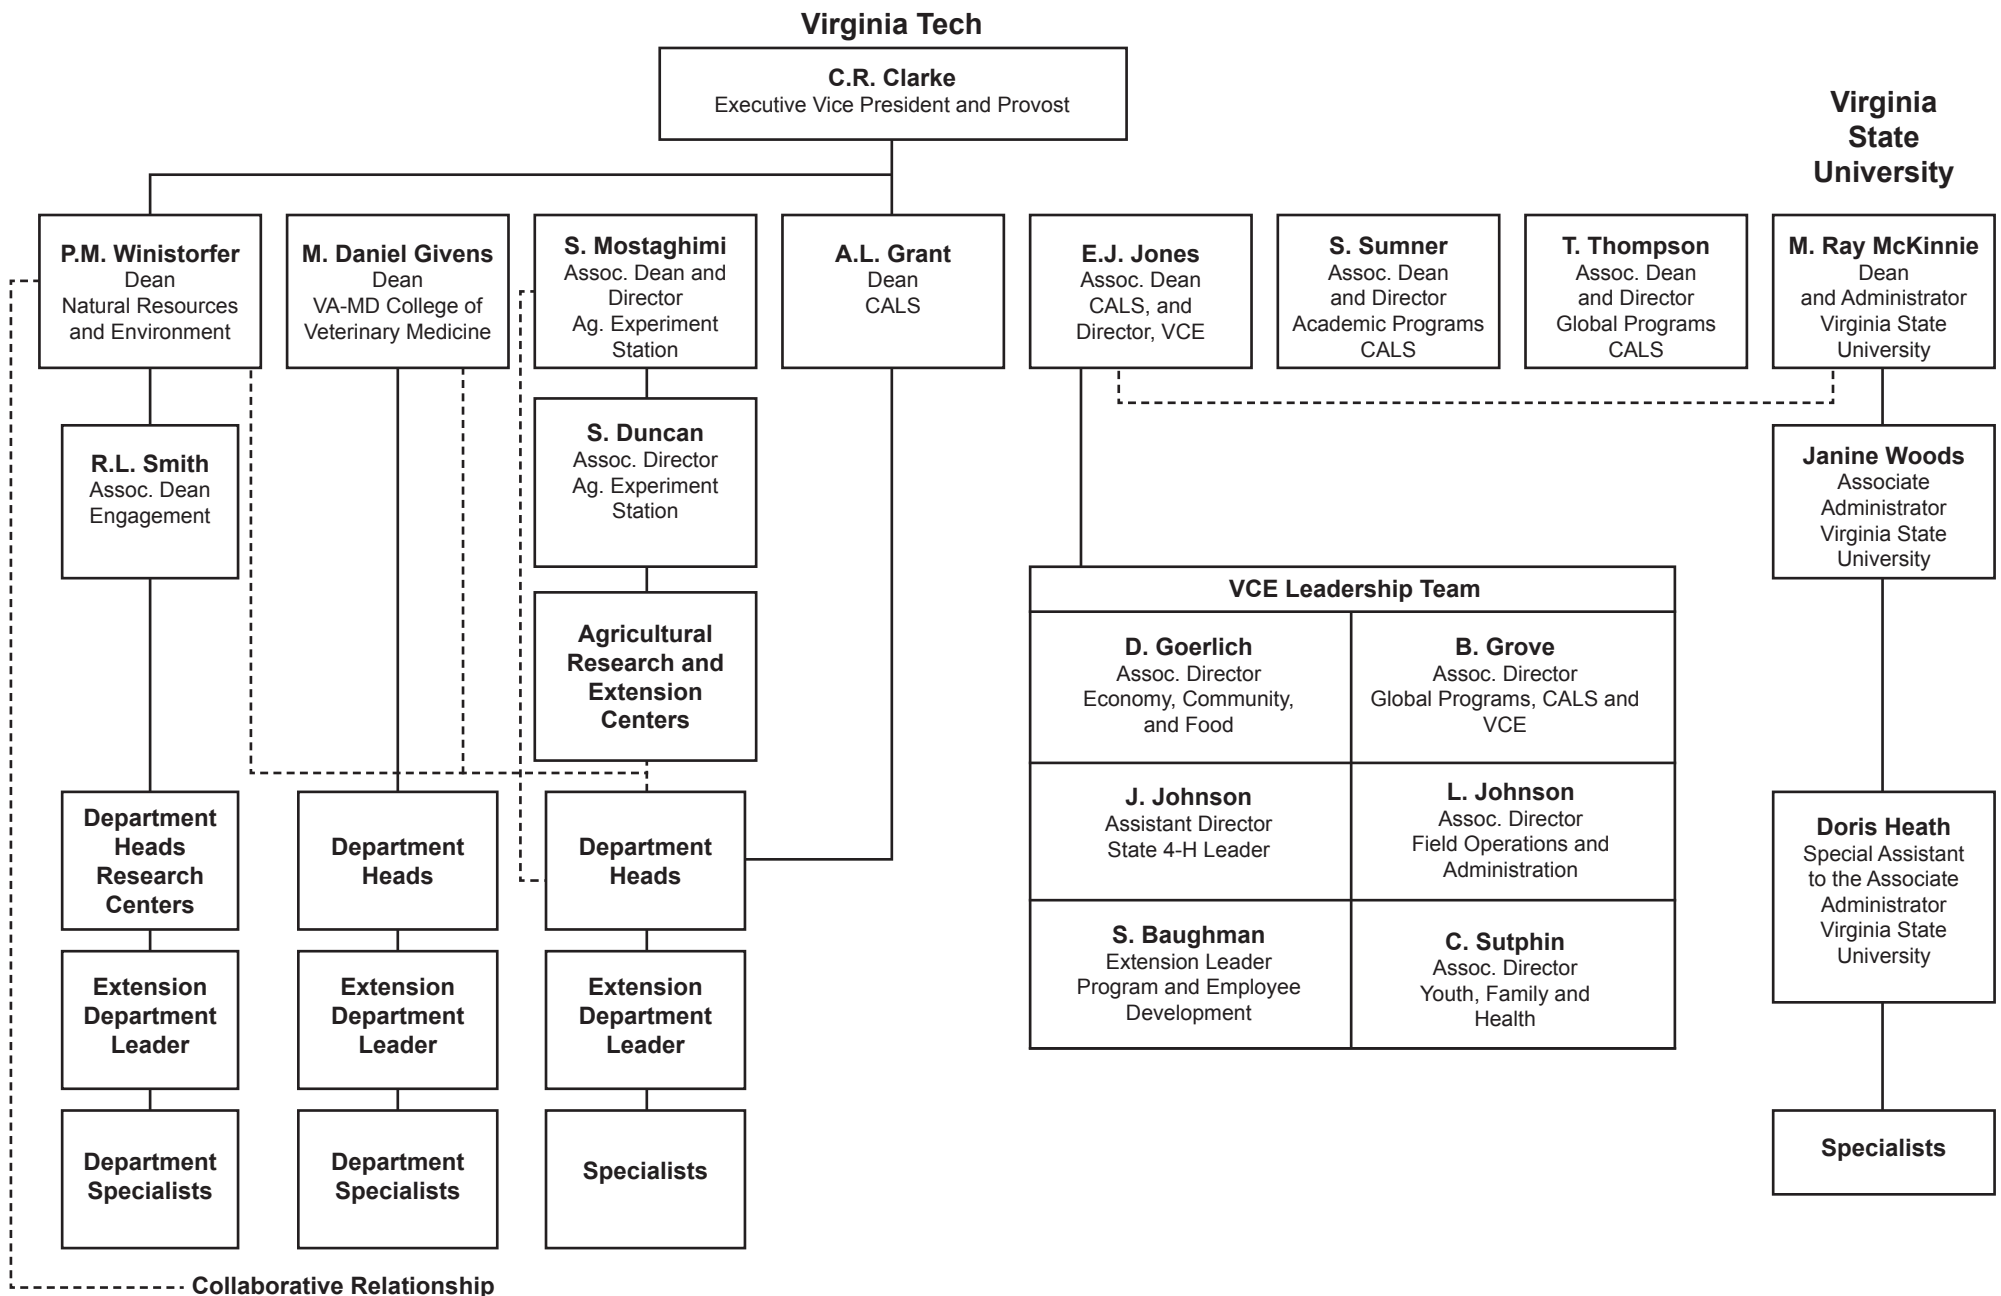 Virginia Tech
C.R. Clarke
Executive Vice President and Provost
Virginia
State
University
P.M. Winistorfer
Dean
Natural Resources
and Environment
M. Daniel Givens
Dean
VA-MD College of
Veterinary Medicine
S. Mostaghimi
Assoc. Dean and
Director
Ag. Experiment
Station
A.L. Grant
Dean
CALS
E.J. Jones
Assoc. Dean
CALS, and
Director, VCE
S. Sumner
Assoc. Dean
and Director
Academic Programs
CALS
T. Thompson
Assoc. Dean
and Director
Global Programs
CALS
M. Ray McKinnie
Dean
and Administrator
Virginia State
University
R.L. Smith
Assoc. Dean
Engagement
S. Duncan
Assoc. Director
Ag. Experiment
Station
Janine Woods
Associate
Administrator
Virginia State
University
Agricultural
Research and
Extension
Centers
VCE Leadership Team
D. Goerlich
Assoc. Director
Economy, Community,
and Food
B. Grove
Assoc. Director
Global Programs, CALS and
VCE
J. Johnson
Assistant Director
State 4-H Leader
L. Johnson
Assoc. Director
Field Operations and
Administration
S. Baughman
Extension Leader
Program and Employee
Development
C. Sutphin
Assoc. Director
Youth, Family and
Health
Department
Heads
Research
Centers
Department
Heads
Department
Heads
Doris Heath
Special Assistant
to the Associate
Administrator
Virginia State
University
Extension
Department
Leader
Extension
Department
Leader
Extension
Department
Leader
Department
Specialists
Department
Specialists
Specialists
Specialists
Collaborative Relationship